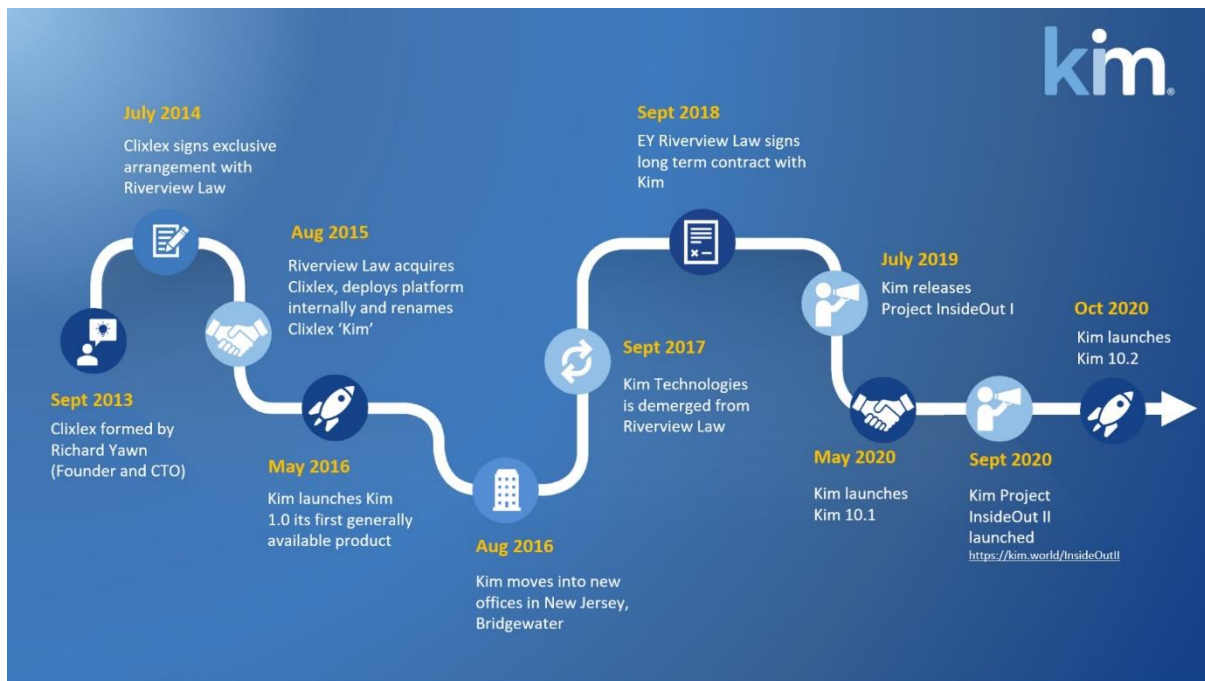 kim®
July 2014
Clixlex signs exclusive
arrangement with
Riverview Law
Sept 2018
EY Riverview Law signs
long term contract with
Kim
Aug 2015
Riverview Law acquires
Clixlex, deploys platform
internally and renames
Clixlex ‘Kim’
July 2019
Kim releases
Project InsideOut I
Oct 2020
Kim launches
Kim 10.2
Sept 2017
Kim Technologies
is demerged from
Riverview Law
Sept 2013
Clixlex formed by
Richard Yawn
(Founder and CTO)
May 2016
Kim launches Kim
1.0 its first generally
available product
Aug 2016
Kim moves into new
offices in New Jersey,
Bridgewater
May 2020
Kim launches
Kim 10.1
Sept 2020
Kim Project
InsideOut II
launched
https://kim.world/InsideOutII